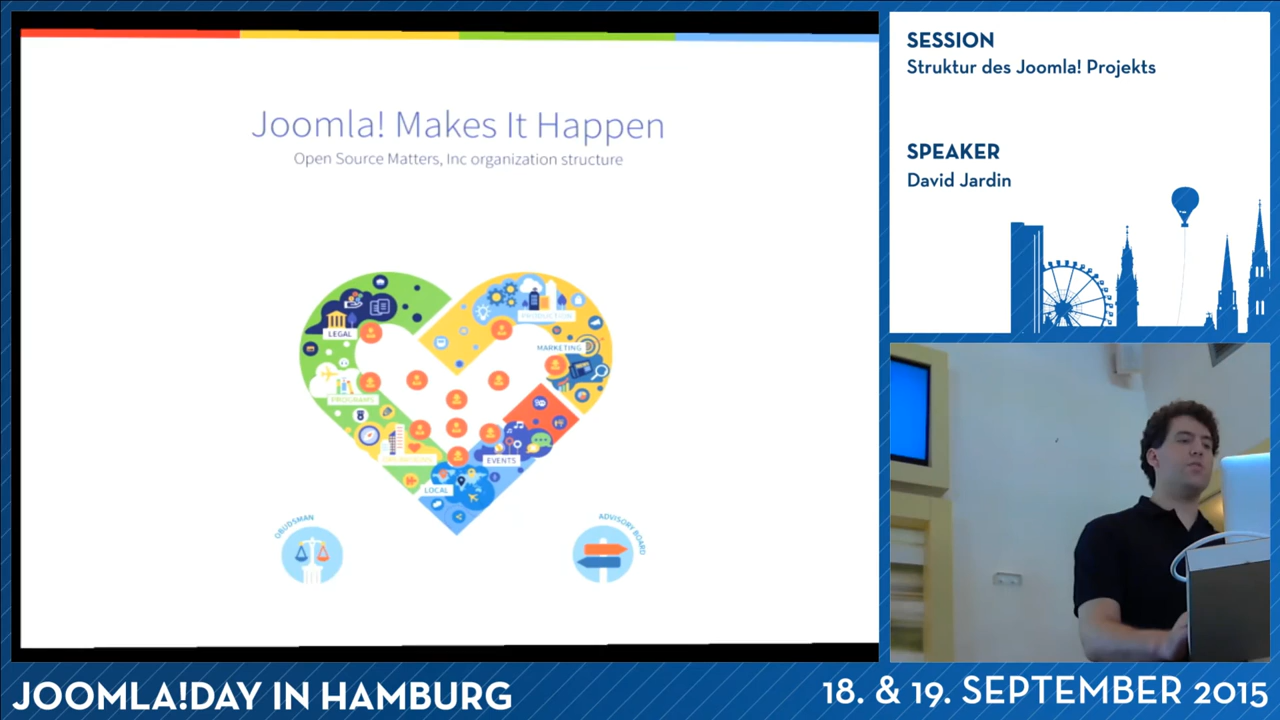 Joomla! Makes It Happen
Open Source Matters, Inc organization structure
LEGAL
PRODUCTION
MARKETING
PROGRAMS
EVENTS
LOCAL
OBUDSMAN
ADVISORY BOARD
SESSION
Struktur des Joomla! Projekts
SPEAKER
David Jardin
JOOMLA!DAY IN HAMBURG
18. & 19. SEPTEMBER 2015